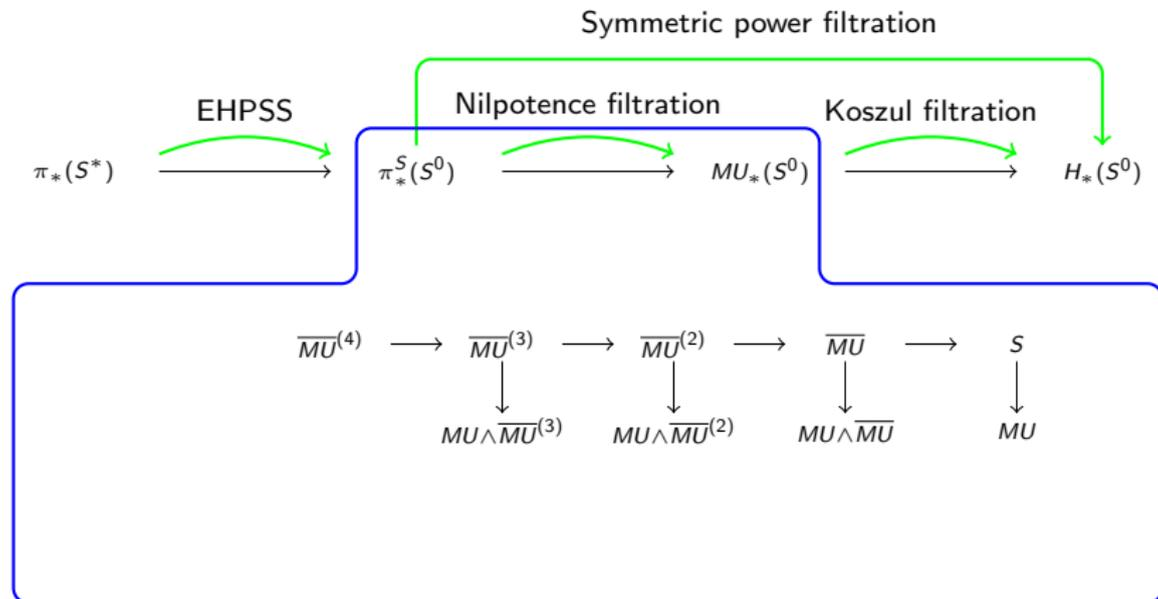 Symmetric power filtration
EHPSS Nilpotence filtration Koszul filtration
π_*(S^*) π_*^S(S^0) MU_*(S^0) H_*(S^0)
\overline{MU}^{(4)} → \overline{MU}^{(3)} → \overline{MU}^{(2)} → \overline{MU} → S
MU∧\overline{MU}^{(3)} MU∧\overline{MU}^{(2)} MU∧\overline{MU} MU